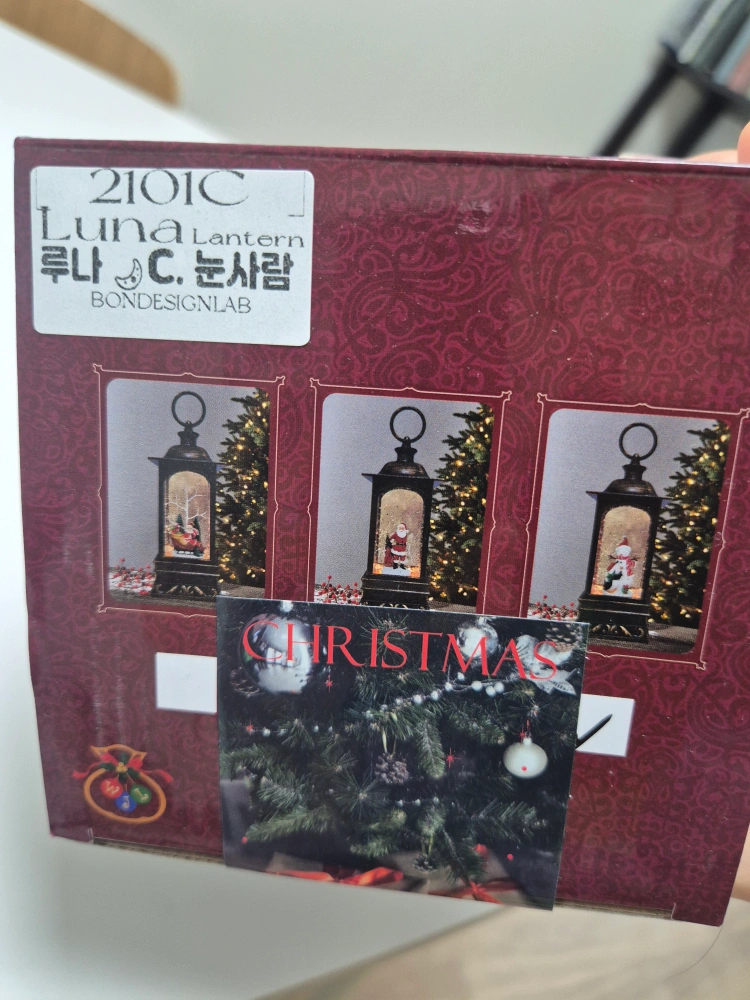 2101C
Luna Lantern
루나 C. 눈사람
BONDESIGNLAB
CHRISTMAS